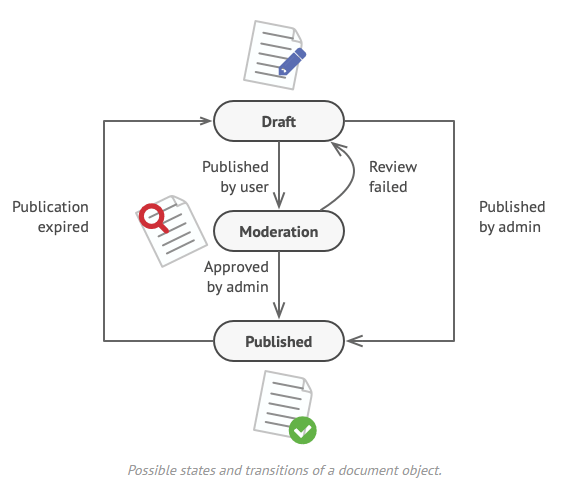 Draft
Published
by user
Review
failed
Publication
expired
Published
by admin
Moderation
Approved
by admin
Published
Possible states and transitions of a document object.